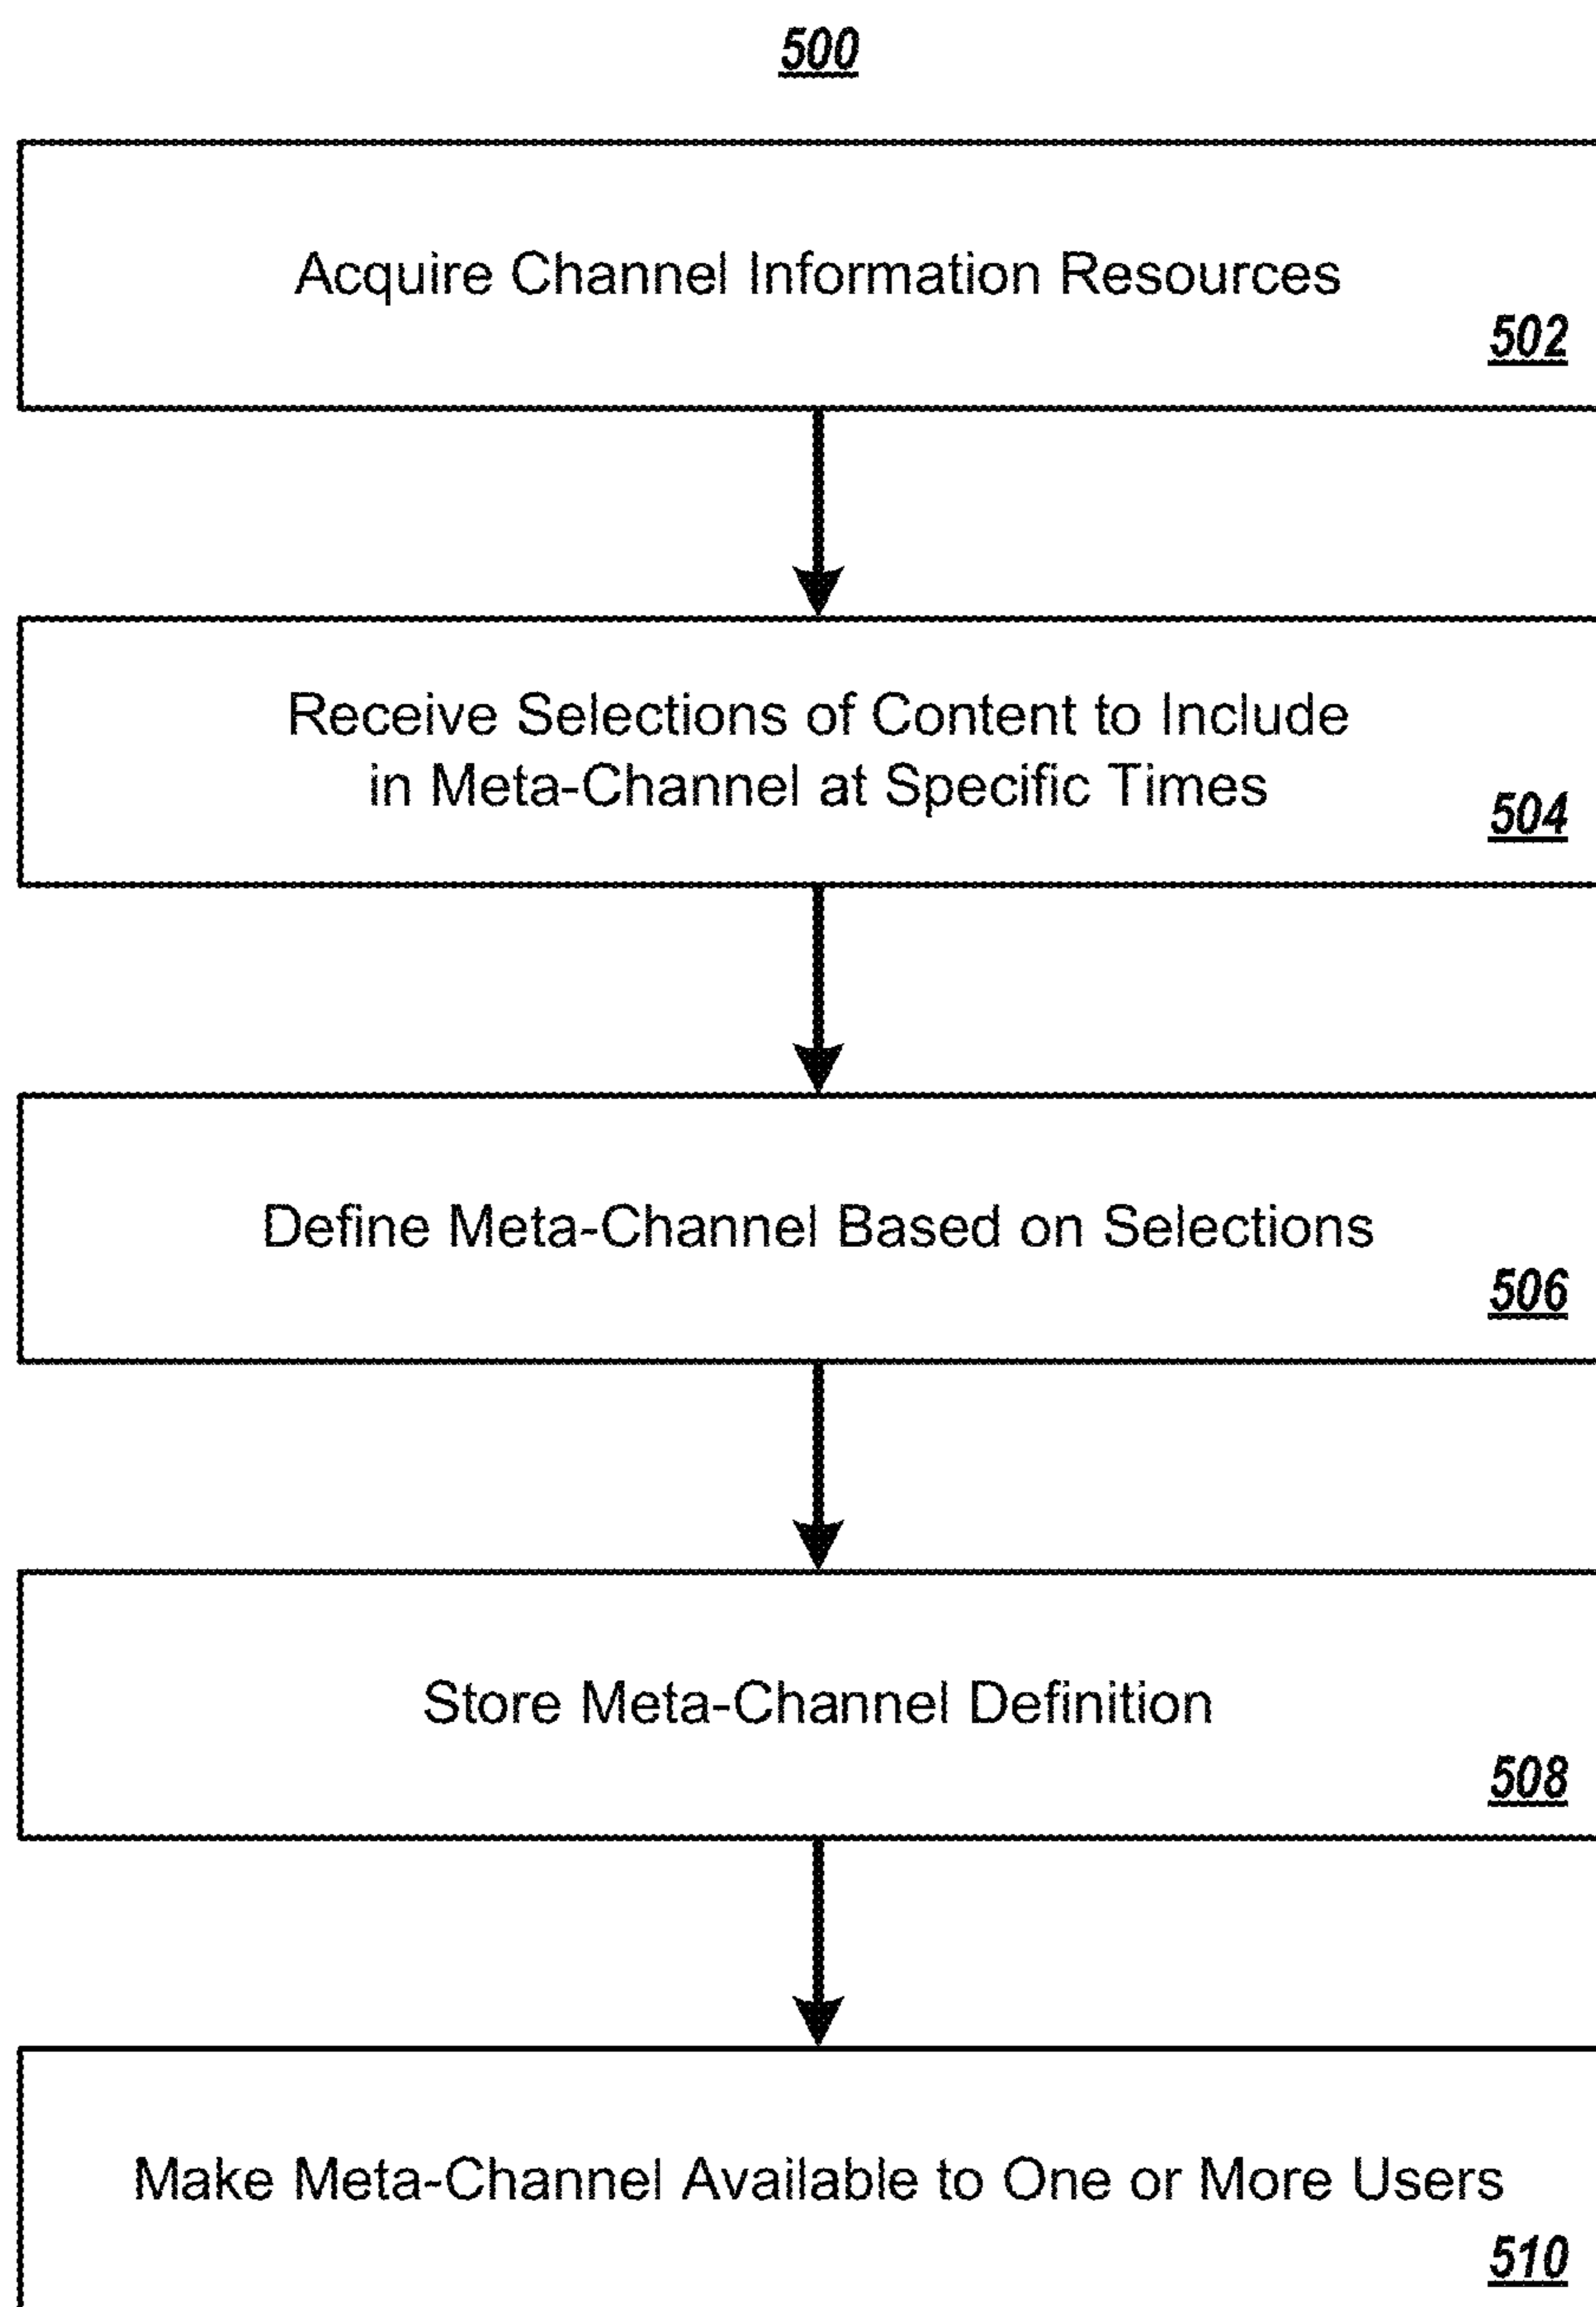 500
Acquire Channel Information Resources
502
Receive Selections of Content to Include
in Meta-Channel at Specific Times
504
Define Meta-Channel Based on Selections
506
Store Meta-Channel Definition
508
Make Meta-Channel Available to One or More Users
510